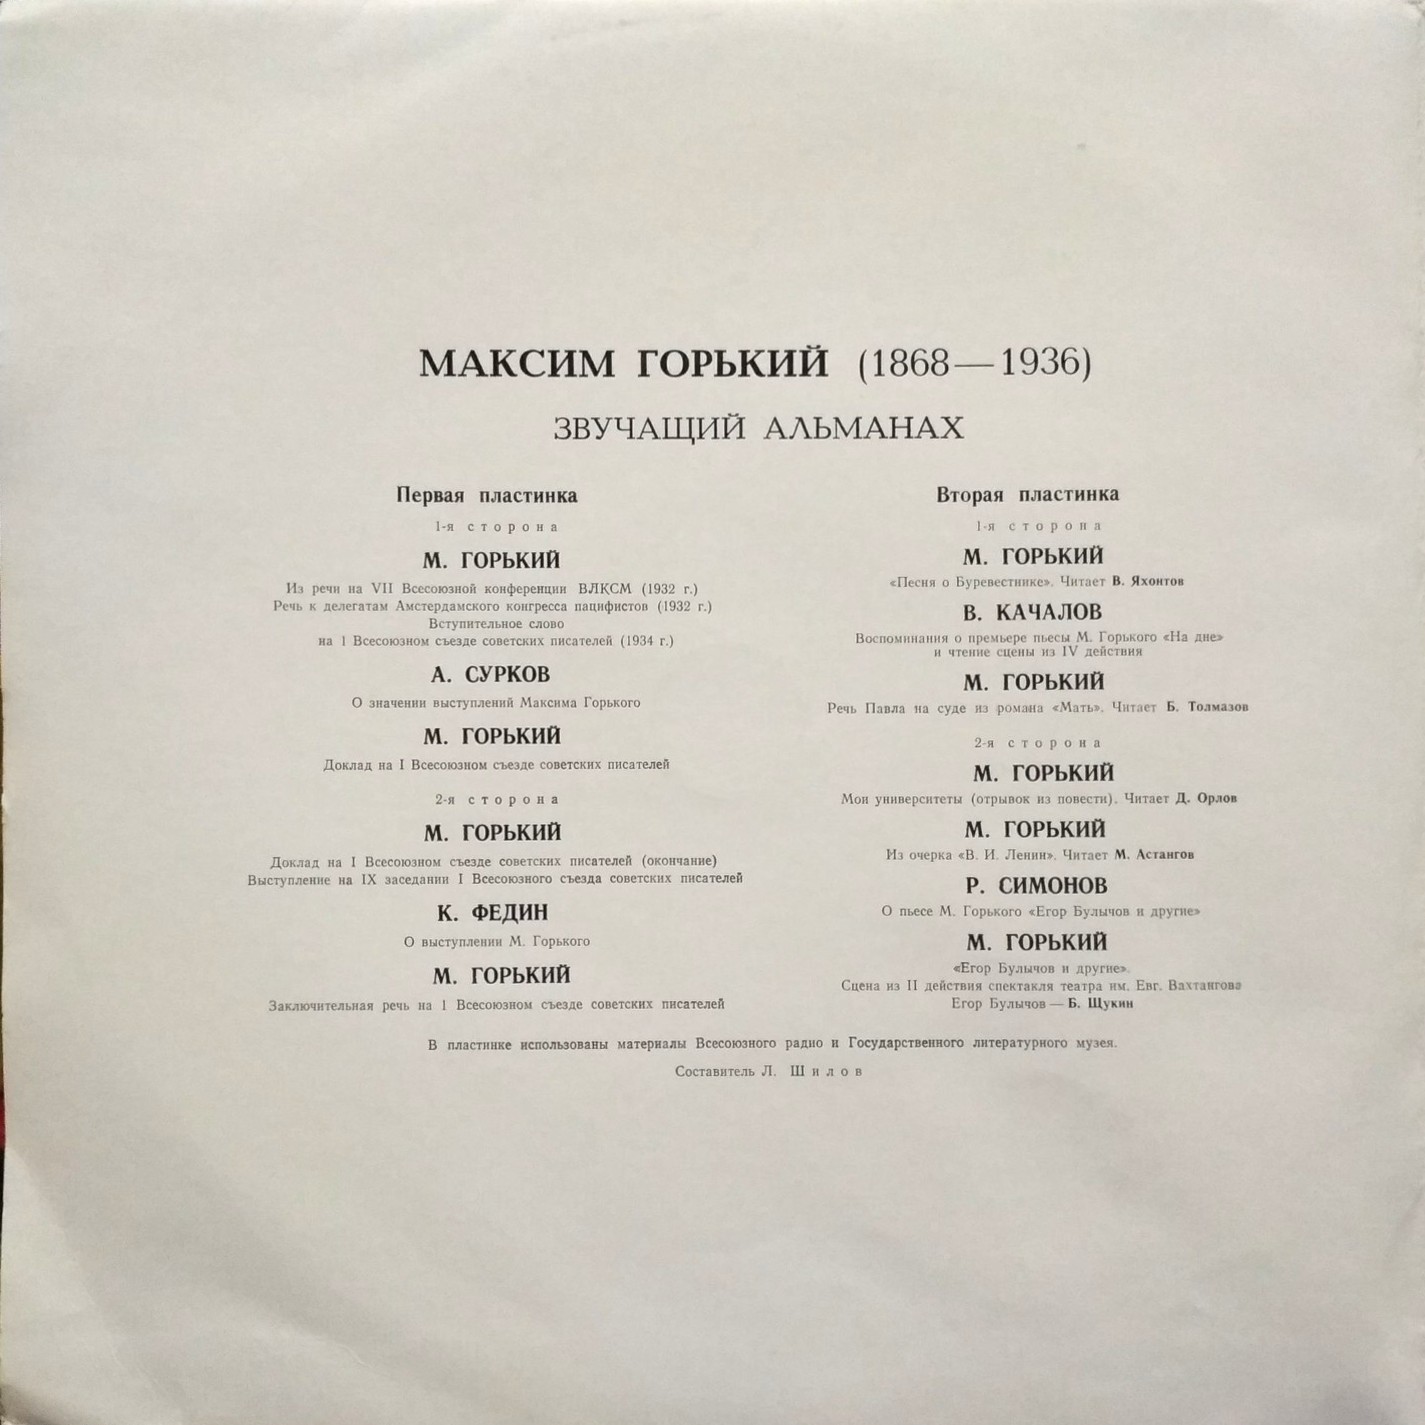 МАКСИМ ГОРЬКИЙ (1868—1936)
ЗВУЧАЩИЙ АЛЬМАНАХ
Первая пластинка
1-я сторона
М. ГОРЬКИЙ
Из речи на VII Всесоюзной конференции ВЛКСМ (1932 г.)
Речь к делегатам Амстердамского конгресса пацифистов (1932 г.)
Вступительное слово
на I Всесоюзном съезде советских писателей (1934 г.)
А. СУРКОВ
О значении выступлений Максима Горького
М. ГОРЬКИЙ
Доклад на I Всесоюзном съезде советских писателей
2-я сторона
М. ГОРЬКИЙ
Доклад на I Всесоюзном съезде советских писателей (окончание)
Выступление на IX заседании I Всесоюзного съезда советских писателей
К. ФЕДИН
О выступлении М. Горького
М. ГОРЬКИЙ
Заключительная речь на I Всесоюзном съезде советских писателей
Вторая пластинка
1-я сторона
М. ГОРЬКИЙ
«Песня о Буревестнике». Читает В. Яхонтов
В. КАЧАЛОВ
Воспоминания о премьере пьесы М. Горького «На дне»
и чтение сцены из IV действия
М. ГОРЬКИЙ
Речь Павла на суде из романа «Мать». Читает Б. Толмазов
2-я сторона
М. ГОРЬКИЙ
Мои университеты (отрывок из повести). Читает Д. Орлов
М. ГОРЬКИЙ
Из очерка «В. И. Ленин». Читает М. Астангов
Р. СИМОНОВ
О пьесе М. Горького «Егор Булычов и другие»
М. ГОРЬКИЙ
«Егор Булычов и другие».
Сцена из II действия спектакля театра им. Евг. Вахтангова
Егор Булычов — Б. Щукин
В пластинке использованы материалы Всесоюзного радио и Государственного литературного музея.
Составитель Л. Шилов